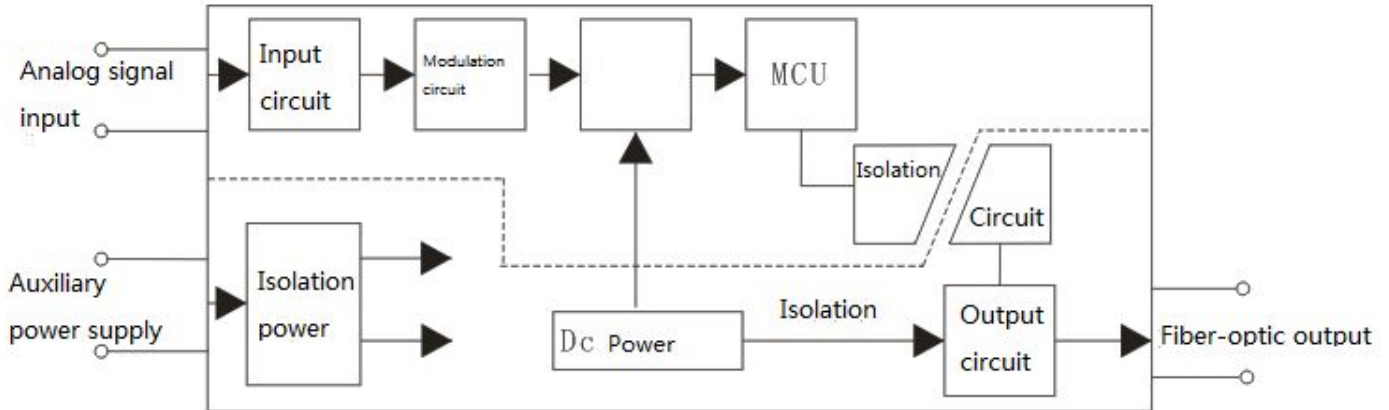 Analog signal
input
Input
circuit
Modulation
circuit
MCU
Isolation
Circuit
Auxiliary
power supply
Isolation
power
Dc Power
Isolation
Output
circuit
Fiber-optic output